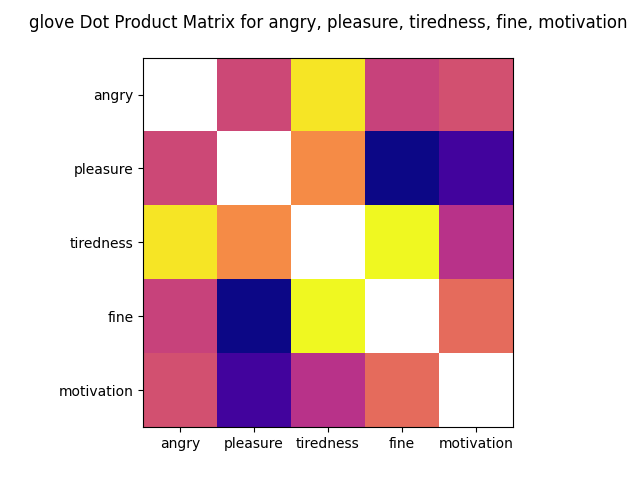 glove Dot Product Matrix for angry, pleasure, tiredness, fine, motivation
angry
pleasure
tiredness
fine
motivation
angry pleasure tiredness fine motivation